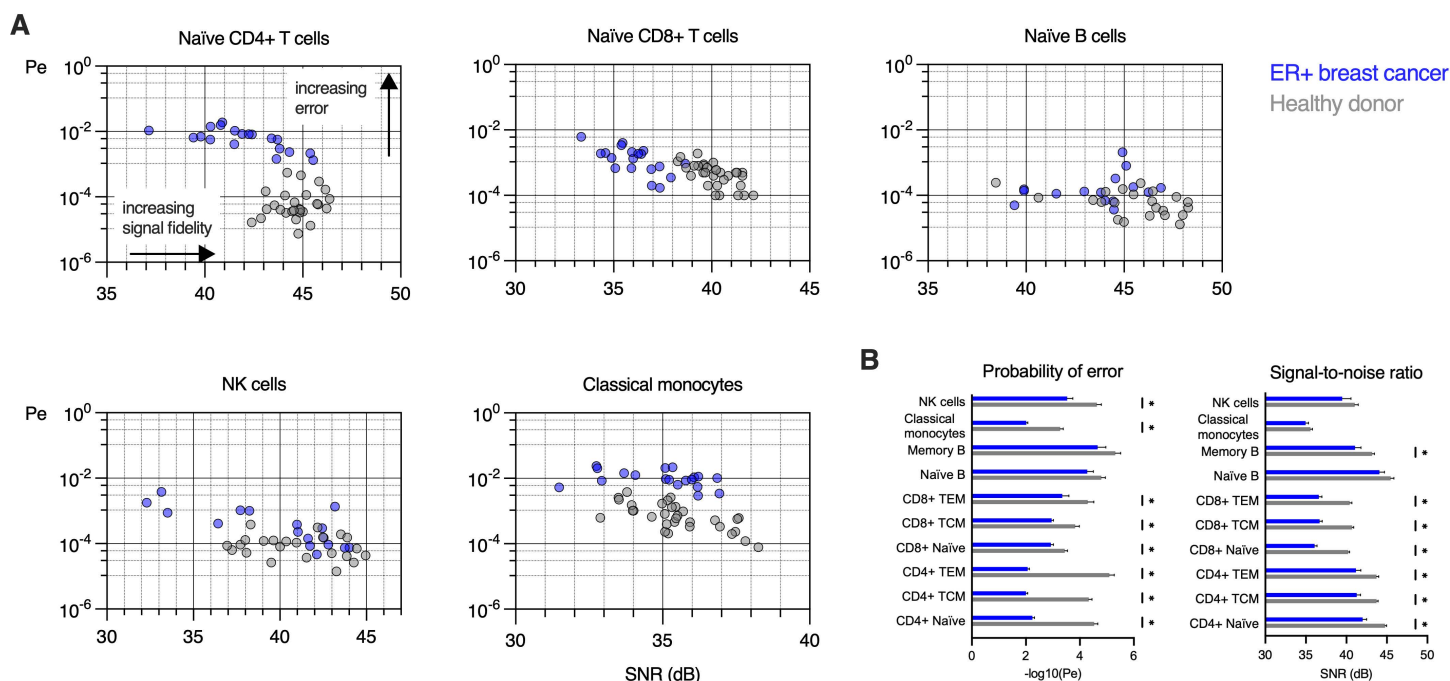 A
Naïve CD4+ T cells
Naïve CD8+ T cells
Naïve B cells
Pe
10^0
10^-2
10^-4
10^-6
increasing
error
increasing
signal fidelity
35 40 45 50
10^0
10^-2
10^-4
10^-6
30 35 40 45
10^0
10^-2
10^-4
10^-6
35 40 45 50
ER+ breast cancer
Healthy donor
NK cells
Classical monocytes
Pe
10^0
10^-2
10^-4
10^-6
30 35 40 45
10^0
10^-2
10^-4
10^-6
30 35 40
SNR (dB)
B
Probability of error
NK cells *
Classical
monocytes *
Memory B
Naïve B
CD8+ TEM *
CD8+ TCM *
CD8+ Naïve *
CD4+ TEM *
CD4+ TCM *
CD4+ Naïve *
0 2 4 6
-log10(Pe)
Signal-to-noise ratio
NK cells
Classical
monocytes
Memory B *
Naïve B
CD8+ TEM *
CD8+ TCM *
CD8+ Naïve *
CD4+ TEM *
CD4+ TCM *
CD4+ Naïve *
30 35 40 45 50
SNR (dB)